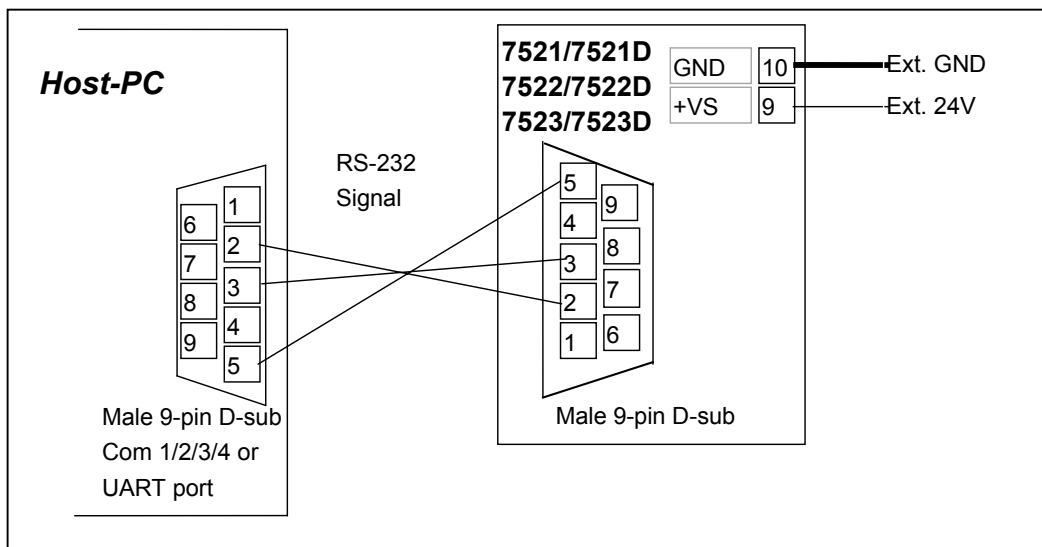 Host-PC
7521/7521D
7522/7522D
7523/7523D
GND 10 Ext. GND
+VS 9 Ext. 24V
RS-232
Signal
1
6
2
7
3
8
4
9
5
5
9
4
8
3
7
2
6
1
Male 9-pin D-sub
Com 1/2/3/4 or
UART port
Male 9-pin D-sub